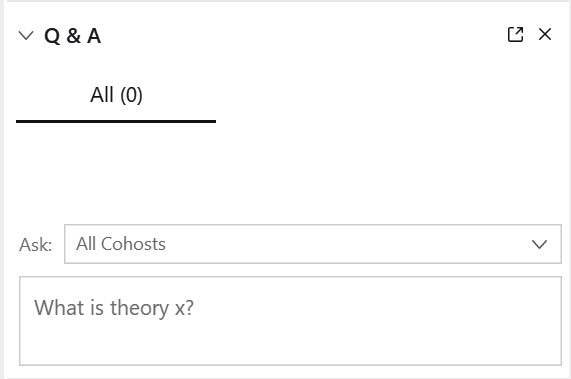 Q & A
All (0)
Ask: All Cohosts
What is theory x?